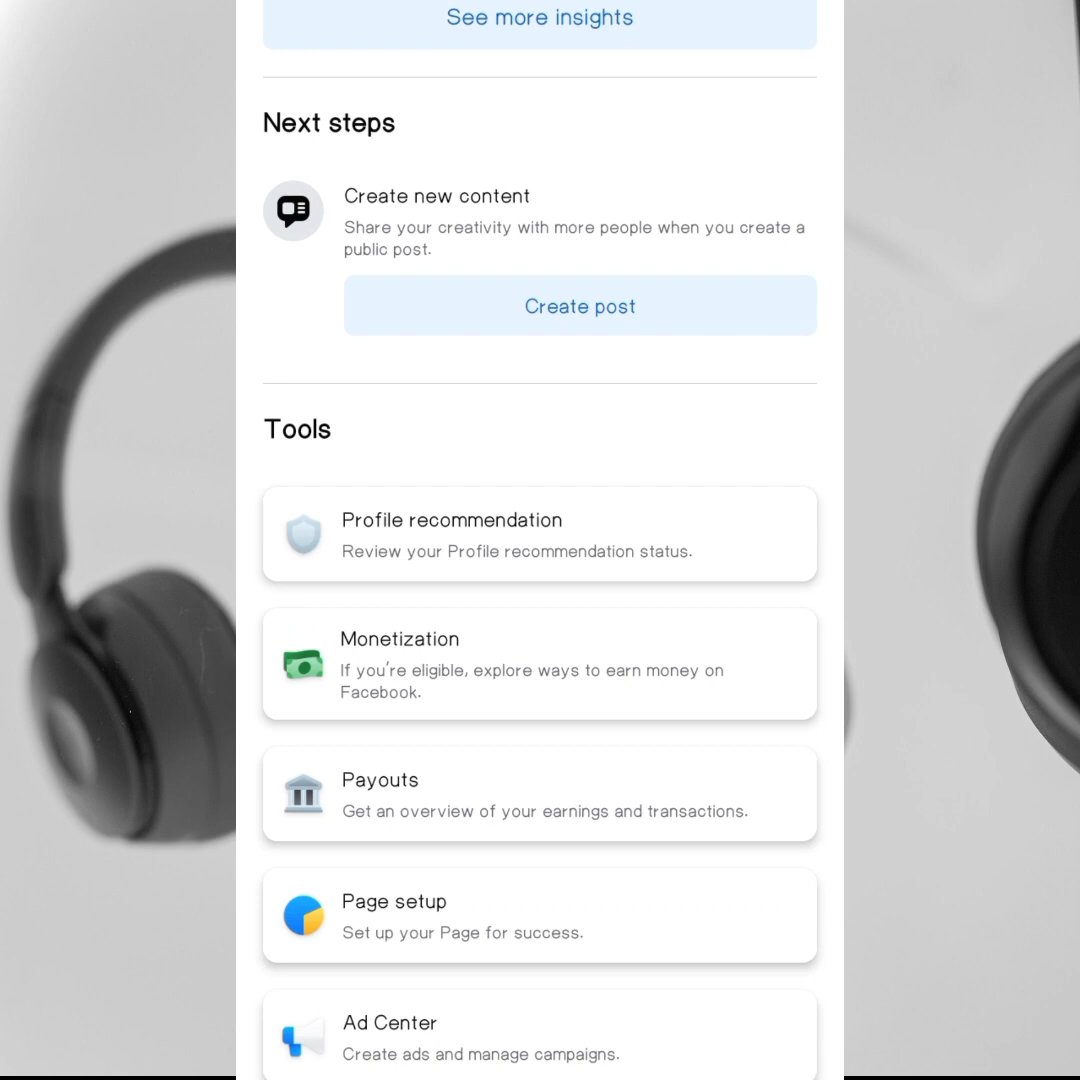 See more insights
Next steps
Create new content
Share your creativity with more people when you create a
public post.
Create post
Tools
Profile recommendation
Review your Profile recommendation status.
Monetization
If you're eligible, explore ways to earn money on
Facebook.
Payouts
Get an overview of your earnings and transactions.
Page setup
Set up your Page for success.
Ad Center
Create ads and manage campaigns.